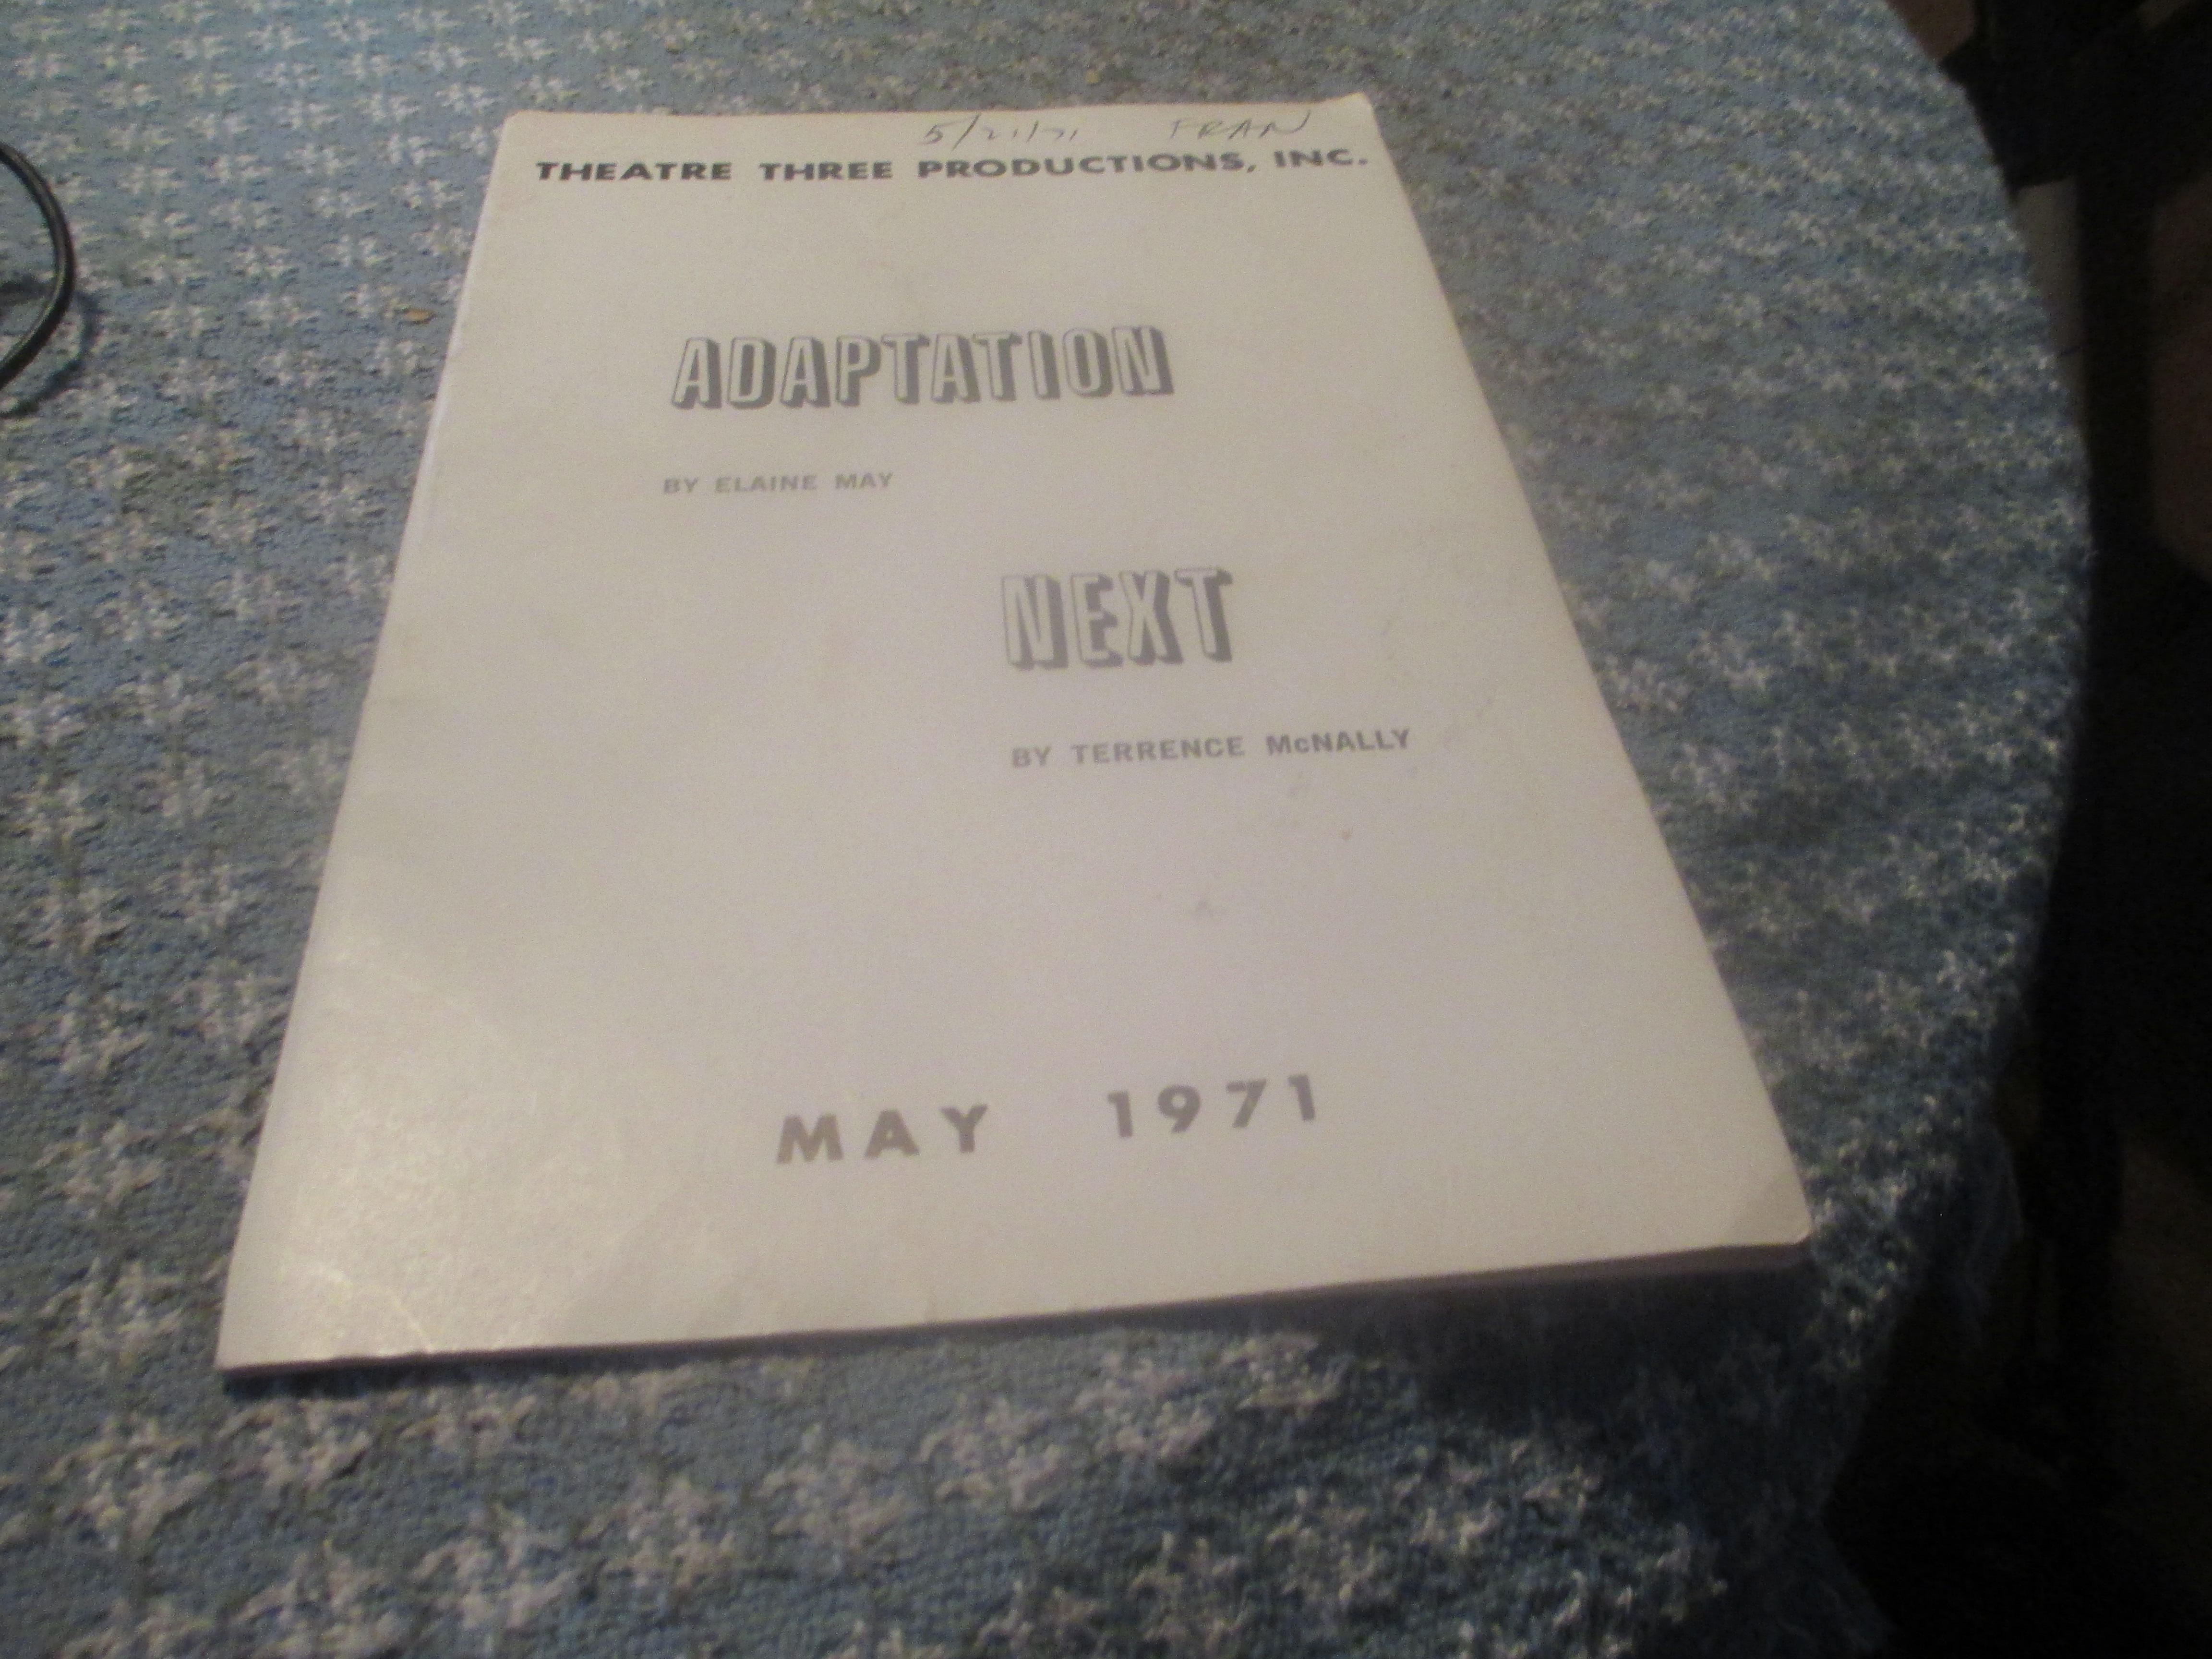 5/21/71 FRAN
THEATRE THREE PRODUCTIONS, INC.
ADAPTATION
BY ELAINE MAY
NEXT
BY TERRENCE McNALLY
MAY 1971